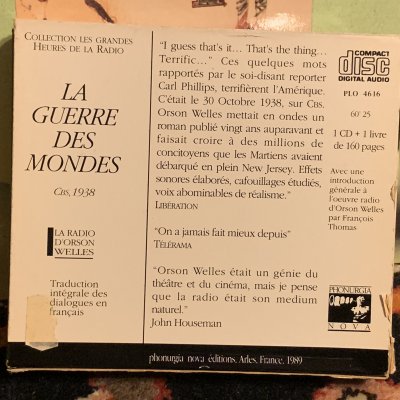 COLLECTION LES GRANDES
HEURES DE LA RADIO
LA
GUERRE
DES
MONDES
CBS, 1938
LA RADIO
D'ORSON
WELLES
Traduction
intégrale des
dialogues en
français
"I guess that's it... That's the thing...
Terrific..." Ces quelques mots
rapportés par le soi-disant reporter
Carl Phillips, terrifièrent l'Amérique.
C'était le 30 Octobre 1938, sur CBS.
Orson Welles mettait en ondes un
roman publié vingt ans auparavant et
faisait croire à des millions de
concitoyens que les Martiens avaient
débarqué en plein New Jersey. Effets
sonores élaborés, cafouillages étudiés,
voix abominables de réalisme."
LIBÉRATION
"On a jamais fait mieux depuis"
TÉLÉRAMA
"Orson Welles était un génie du
théâtre et du cinéma, mais je pense
que la radio était son medium
naturel."
John Houseman
phonurgia nova éditions. Arles. France. 1989
COMPACT
disc
DIGITAL AUDIO
PLO 4616
60' 25
1 CD + 1 livre
de 160 pages
Avec une
introduction
générale à
l'oeuvre radio
d'Orson Welles
par François
Thomas
PHONURGIA
NOVA